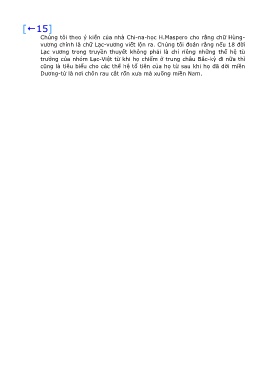 [←15]
Chúng tôi theo ý kiến của nhà Chi-na-học H.Maspero cho rằng chữ Hùng-
vương chính là chữ Lạc-vương viết lộn ra. Chúng tôi đoán rằng nếu 18 đời
Lạc vương trong truyền thuyết không phải là chỉ riêng những thế hệ tù
trưởng của nhóm Lạc-Việt từ khi họ chiếm ở trung châu Bắc-kỳ đi nữa thì
cũng là tiêu biểu cho các thế hệ tổ tiên của họ từ sau khi họ đã dời miền
Dương-tử là nơi chôn rau cắt rốn xưa mà xuống miền Nam.